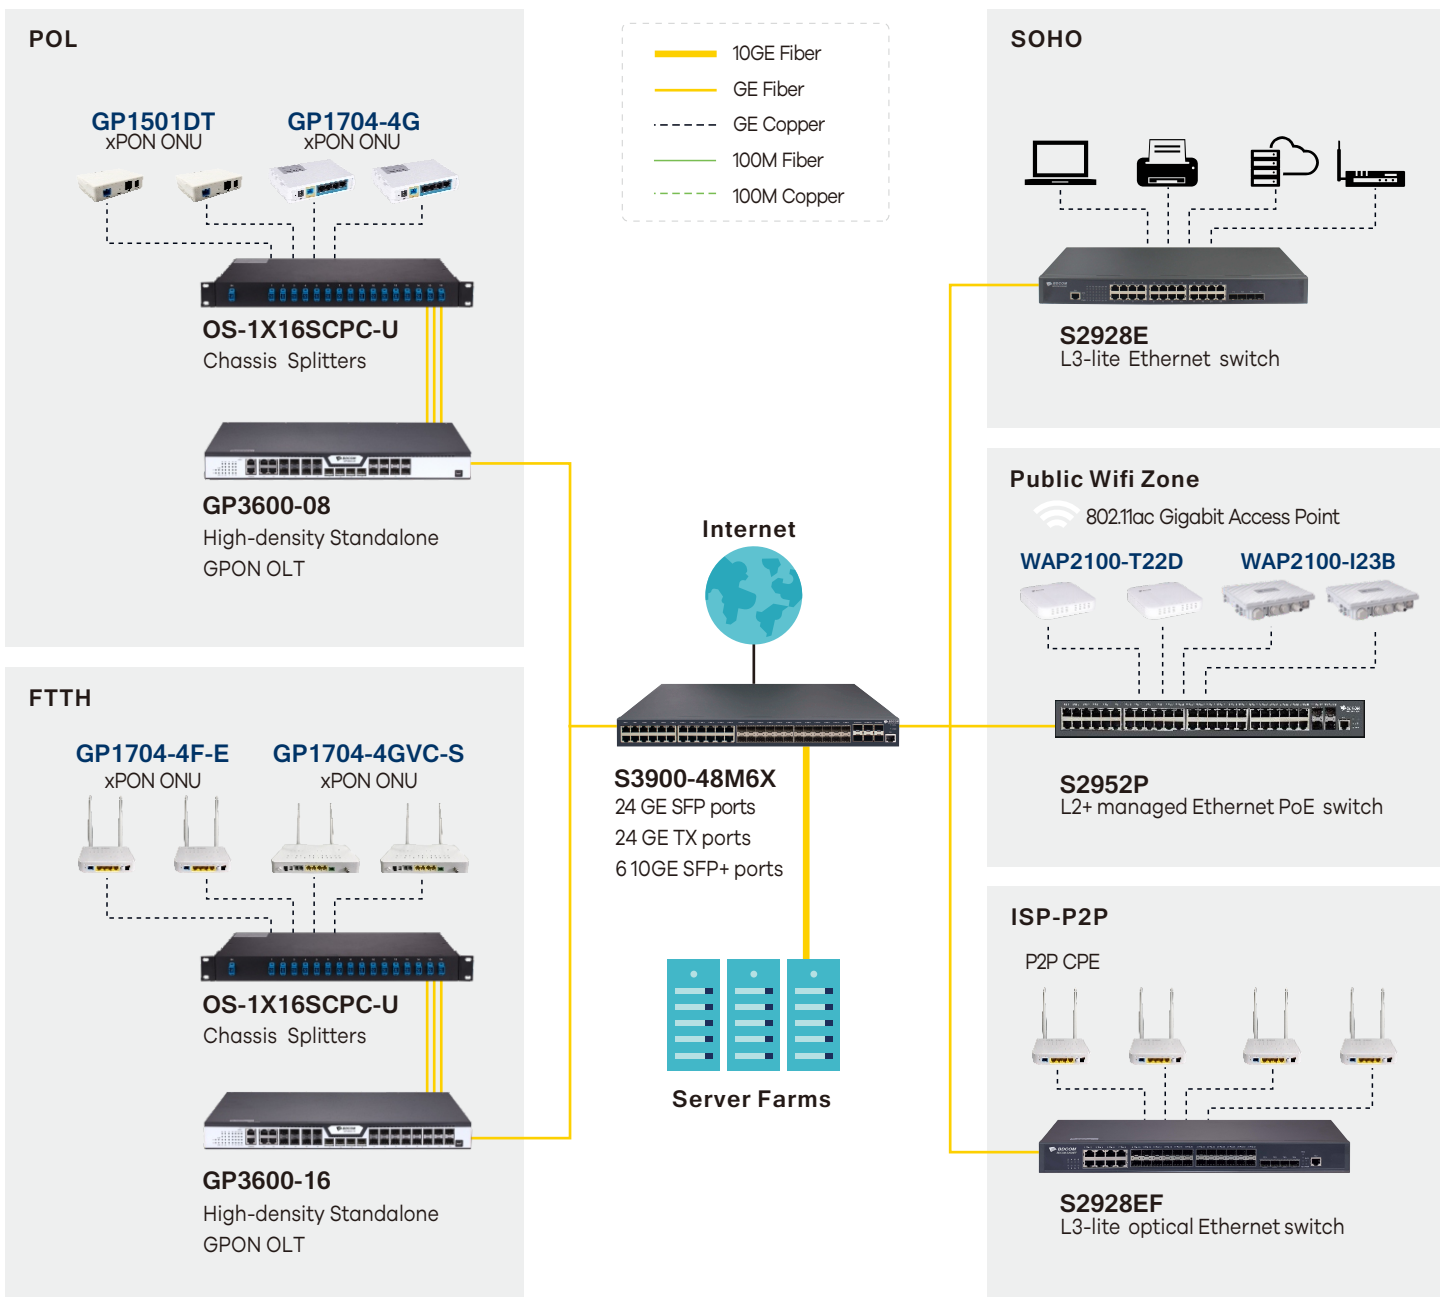 POL
GP1501DT
xPON ONU
GP1704-4G
xPON ONU
OS-1X16SCPC-U
Chassis Splitters
GP3600-08
High-density Standalone
GPON OLT
FTTH
GP1704-4F-E
xPON ONU
GP1704-4GVC-S
xPON ONU
OS-1X16SCPC-U
Chassis Splitters
GP3600-16
High-density Standalone
GPON OLT
10GE Fiber
GE Fiber
GE Copper
100M Fiber
100M Copper
Internet
S3900-48M6X
24 GE SFP ports
24 GE TX ports
6 10GE SFP+ ports
Server Farms
SOHO
S2928E
L3-lite Ethernet switch
Public Wifi Zone
802.11ac Gigabit Access Point
WAP2100-T22D
WAP2100-I23B
S2952P
L2+ managed Ethernet PoE switch
ISP-P2P
P2P CPE
BDCOM
S2928EF
L3-lite optical Ethernet switch